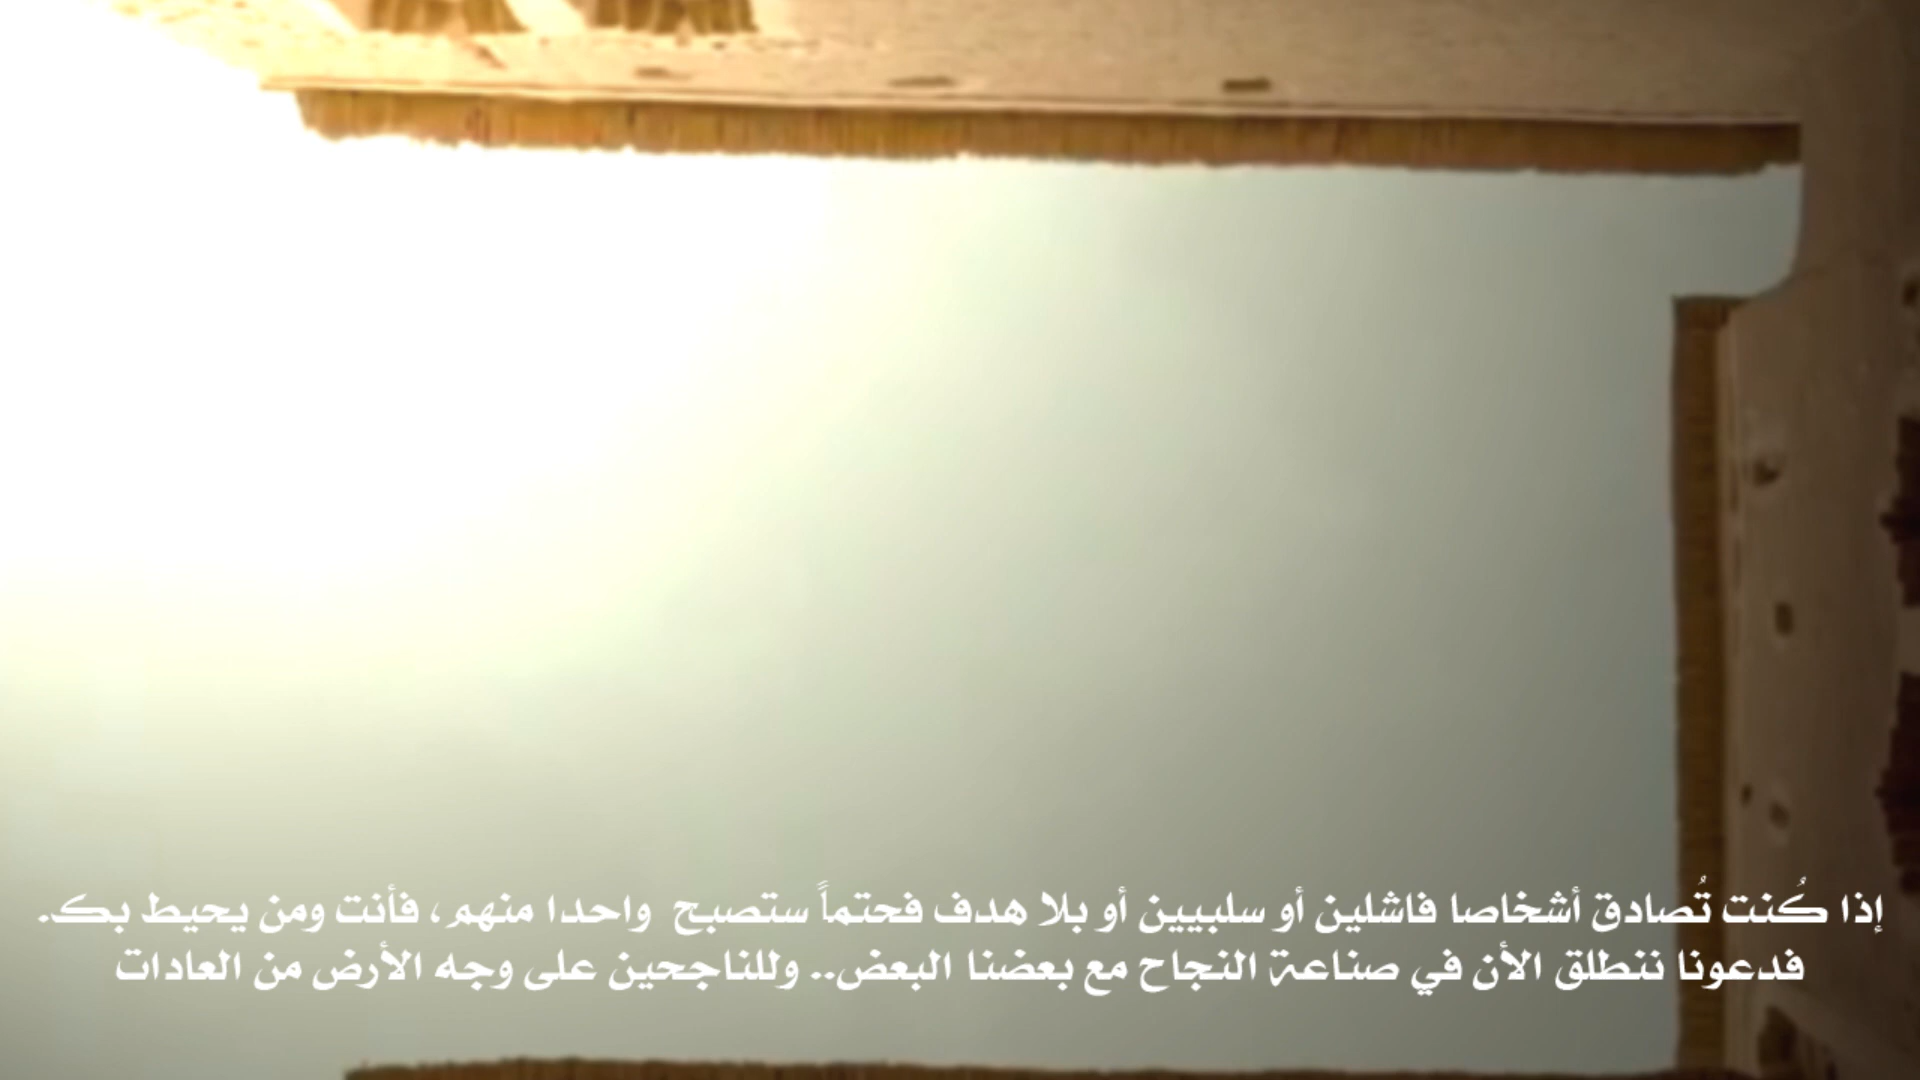 إذا كُنت تُصادق أشخاصا فاشلين أو سلبيين أو بلا هدف فحتماً ستصبح واحدا منهم، فأنت ومن يحيط بك.
فدعونا ننطلق الأن في صناعة النجاح مع بعضنا البعض.. وللناجحين على وجه الأرض من العادات